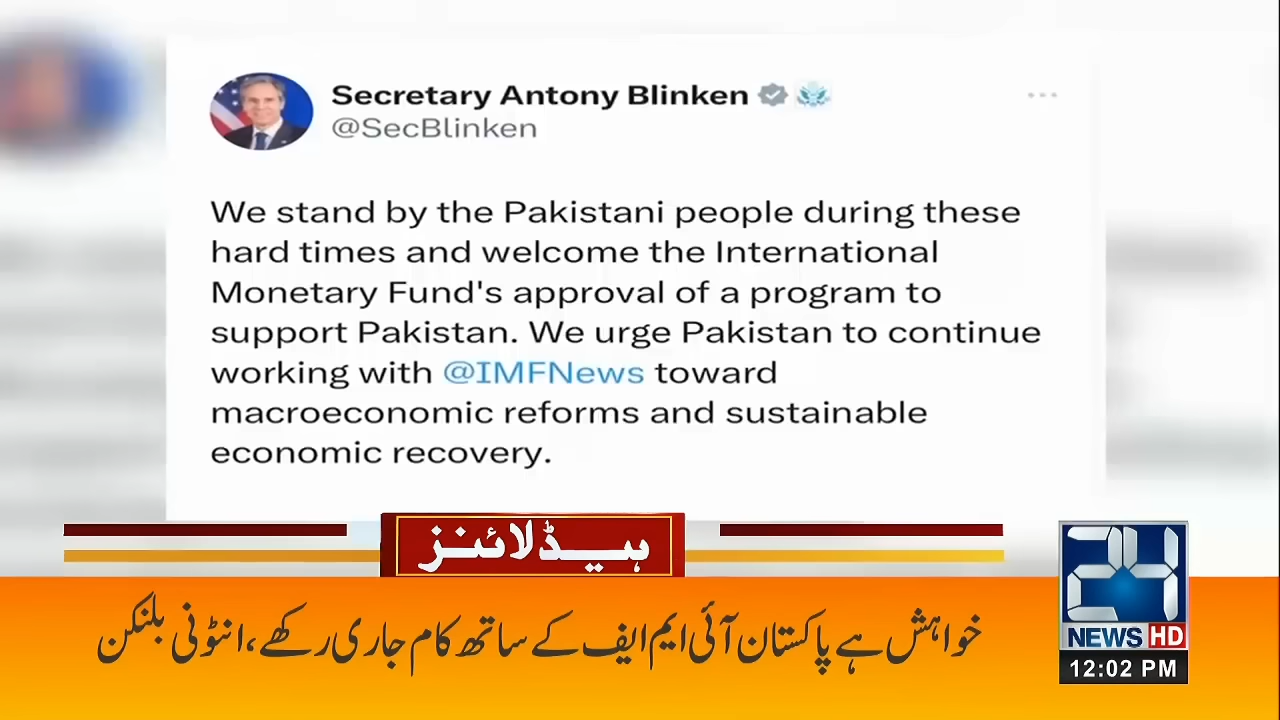 Secretary Antony Blinken
@SecBlinken
We stand by the Pakistani people during these
hard times and welcome the International
Monetary Fund's approval of a program to
support Pakistan. We urge Pakistan to continue
working with @IMFNews toward
macroeconomic reforms and sustainable
economic recovery.
ہیڈلائنز
خواہش ہے پاکستان آئی ایم ایف کے ساتھ کام جاری رکھے، انٹونی بلنکن
24
NEWS HD
12:02 PM